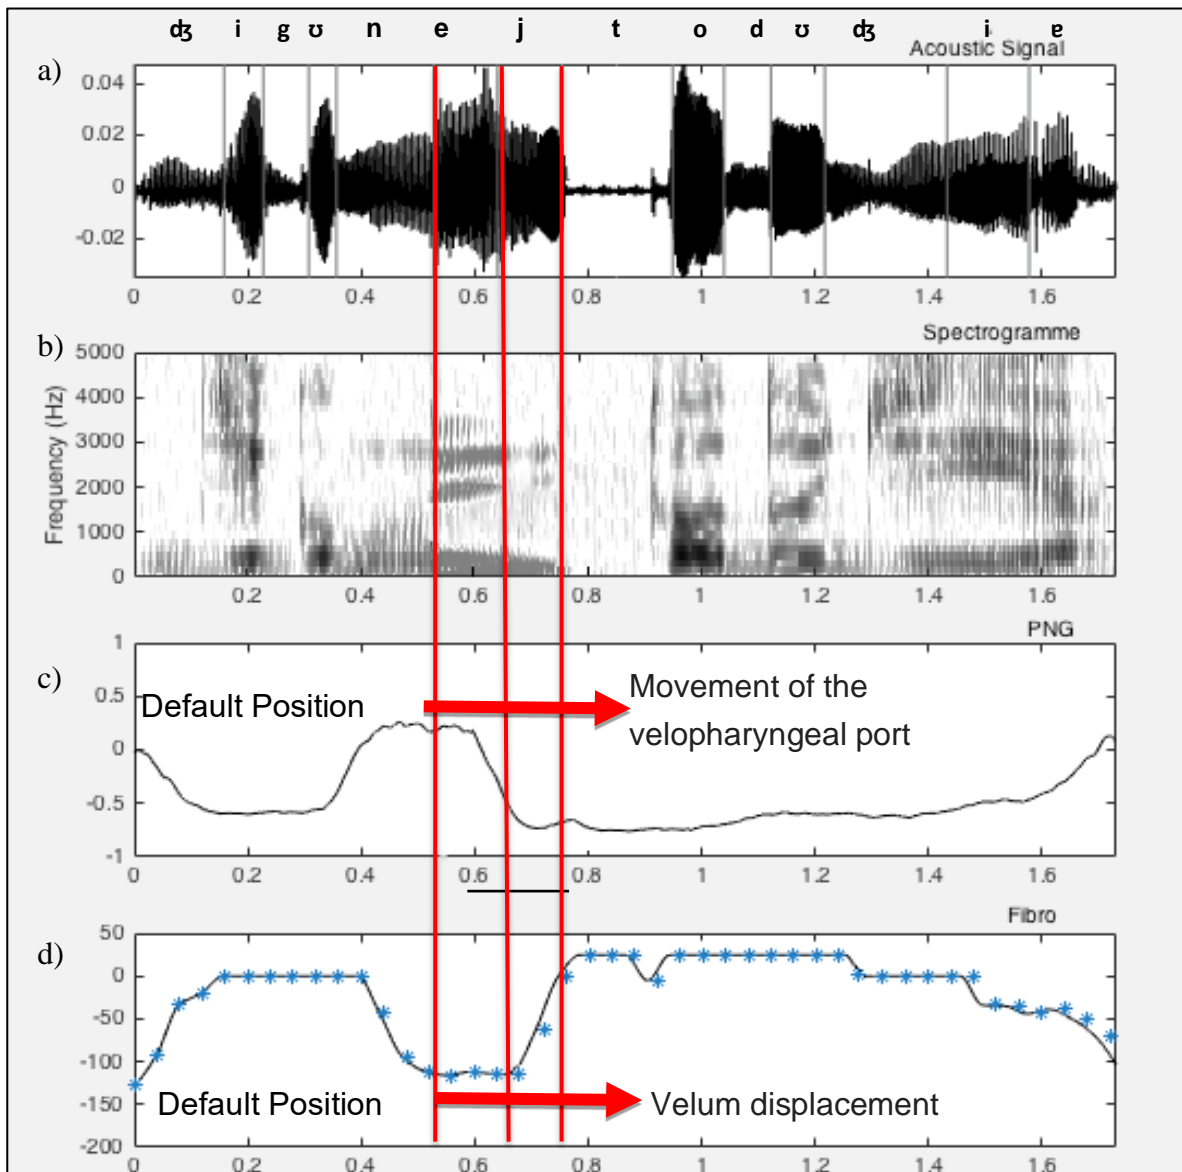 ʤ i g ʊ n e j t o d ʊ ʤ i ɐ
a)
Acoustic Signal
0.04
0.02
0
-0.02
0 0.2 0.4 0.6 0.8 1 1.2 1.4 1.6
b)
Spectrogramme
5000
4000
3000
2000
1000
0
Frequency (Hz)
0.2 0.4 0.6 0.8 1 1.2 1.4 1.6
c)
PNG
1
0.5
0
-0.5
-1
Default Position
Movement of the
velopharyngeal port
0 0.2 0.4 0.6 0.8 1 1.2 1.4 1.6
d)
Fibro
50
0
-50
-100
-150
-200
Default Position
Velum displacement
0 0.2 0.4 0.6 0.8 1 1.2 1.4 1.6